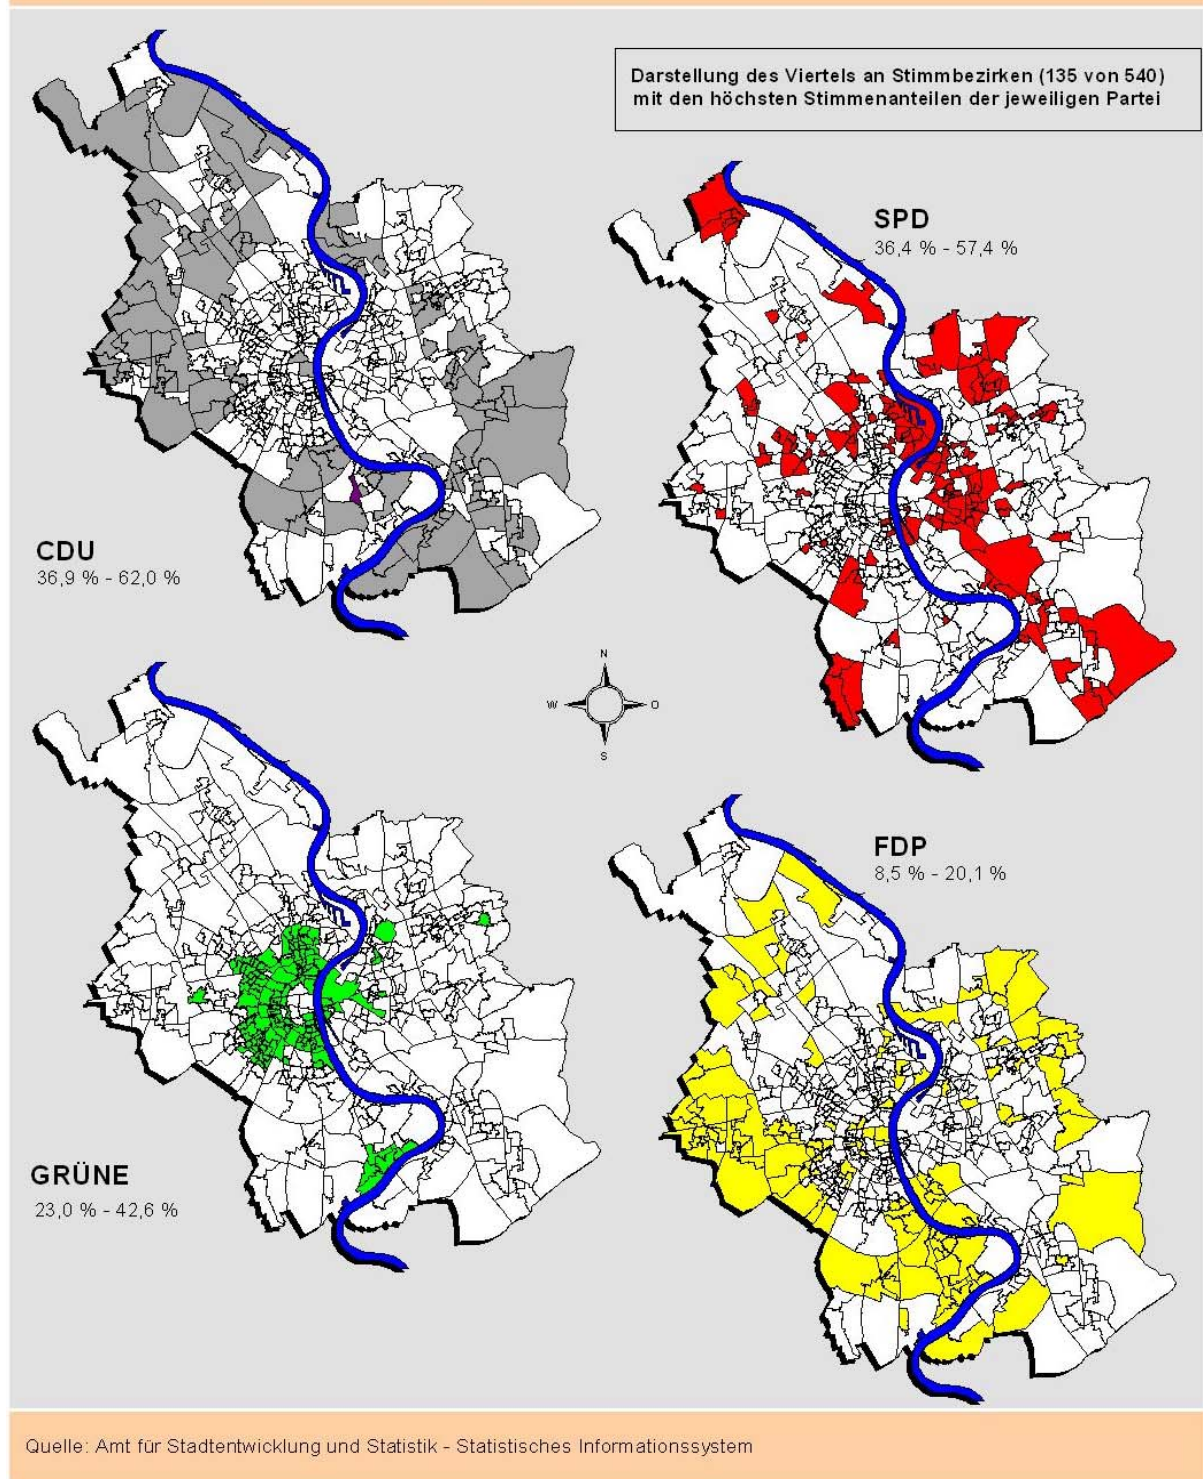 Darstellung des Viertels an Stimmbezirken (135 von 540)
mit den höchsten Stimmenanteilen der jeweiligen Partei
SPD
36,4 % - 57,4 %
CDU
36,9 % - 62,0 %
N
W
O
S
FDP
8,5 % - 20,1 %
GRÜNE
23,0 % - 42,6 %
Quelle: Amt für Stadtentwicklung und Statistik - Statistisches Informationssystem